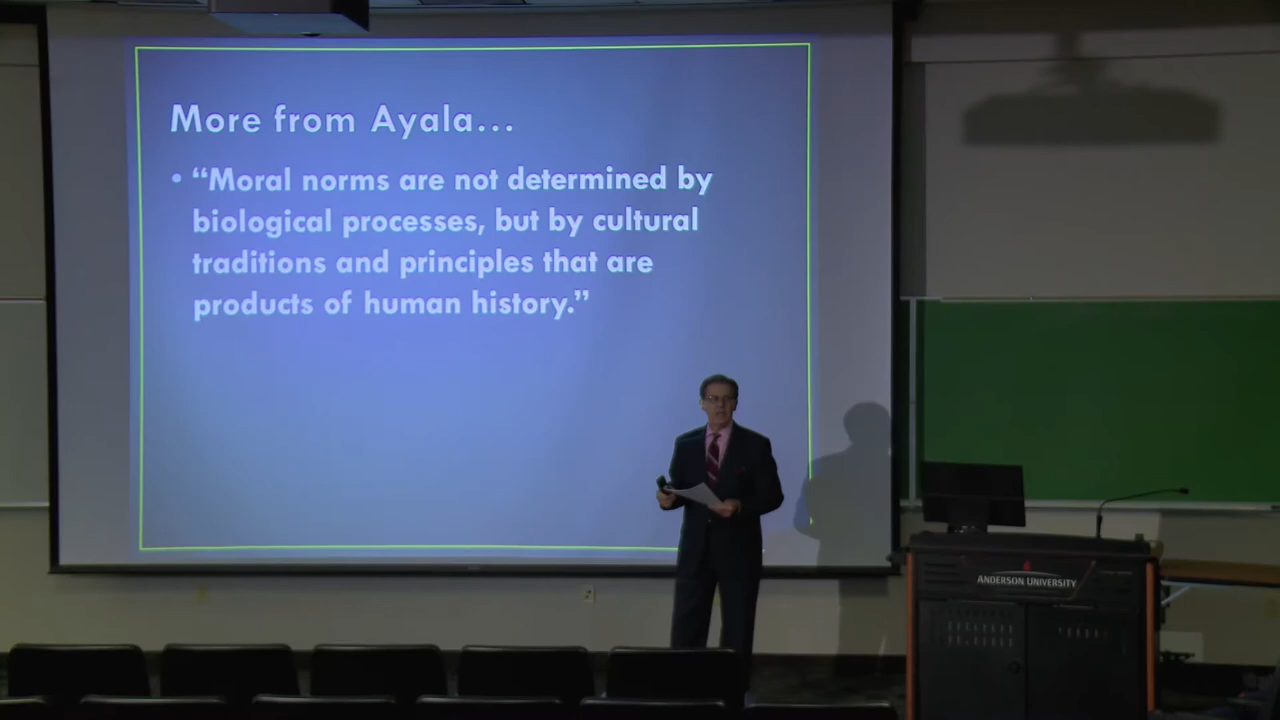 More from Ayala...
• “Moral norms are not determined by
biological processes, but by cultural
traditions and principles that are
products of human history.”
ANDERSON UNIVERSITY